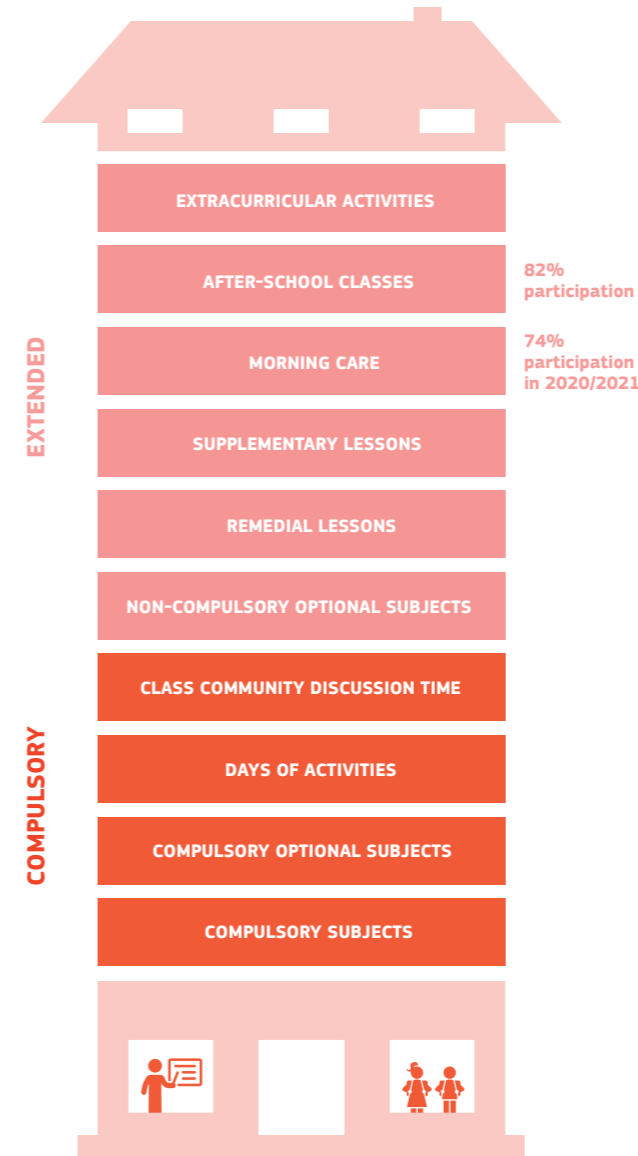 EXTRACURRICULAR ACTIVITIES
AFTER-SCHOOL CLASSES
82%
participation
EXTENDED
MORNING CARE
74%
participation
in 2020/2021
SUPPLEMENTARY LESSONS
REMEDIAL LESSONS
NON-COMPULSORY OPTIONAL SUBJECTS
CLASS COMMUNITY DISCUSSION TIME
COMPULSORY
DAYS OF ACTIVITIES
COMPULSORY OPTIONAL SUBJECTS
COMPULSORY SUBJECTS